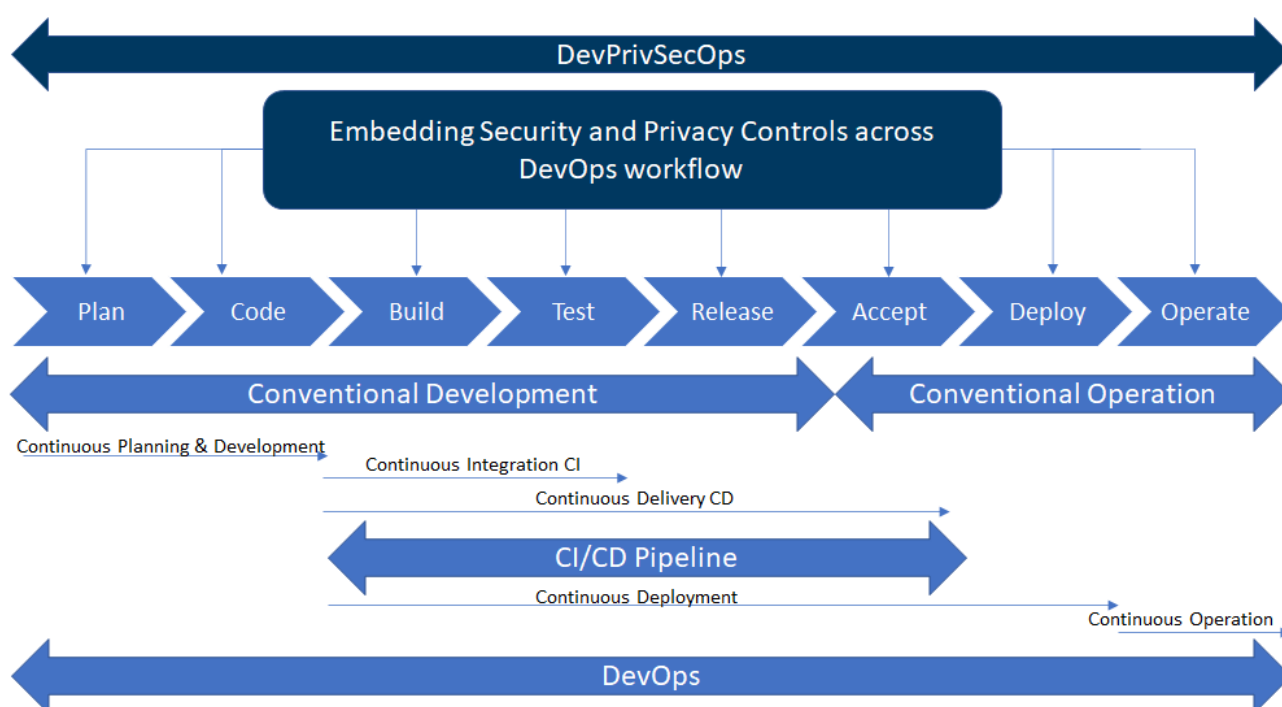 DevPrivSecOps
Embedding Security and Privacy Controls across
DevOps workflow
Plan
Code
Build
Test
Release
Accept
Deploy
Operate
Conventional Development
Conventional Operation
Continuous Planning & Development
Continuous Integration CI
Continuous Delivery CD
CI/CD Pipeline
Continuous Deployment
Continuous Operation
DevOps